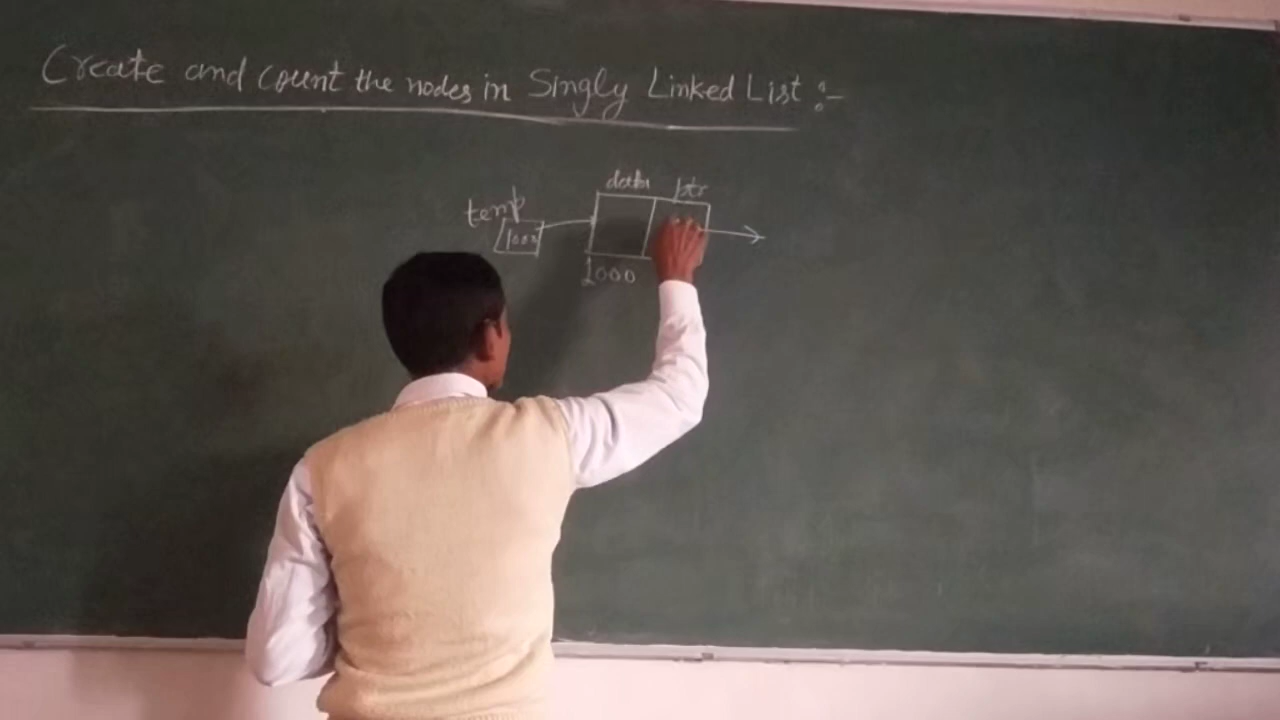 Create and count the nodes in Singly Linked List :-
data ptr
temp
1000
1000